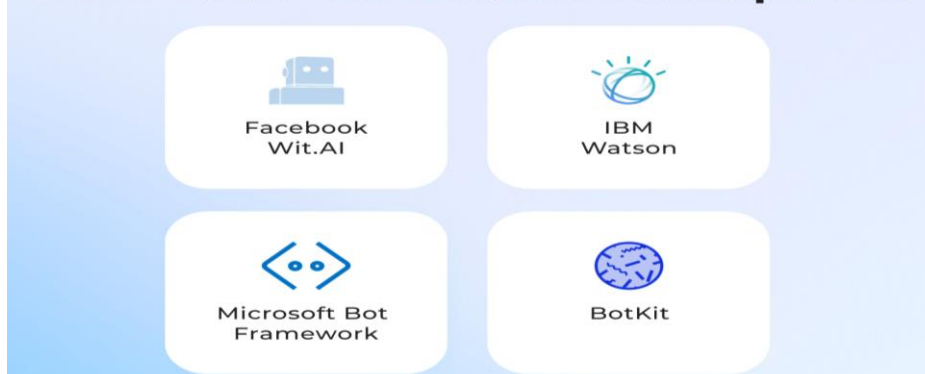 Facebook
Wit.AI
IBM
Watson
Microsoft Bot
Framework
BotKit